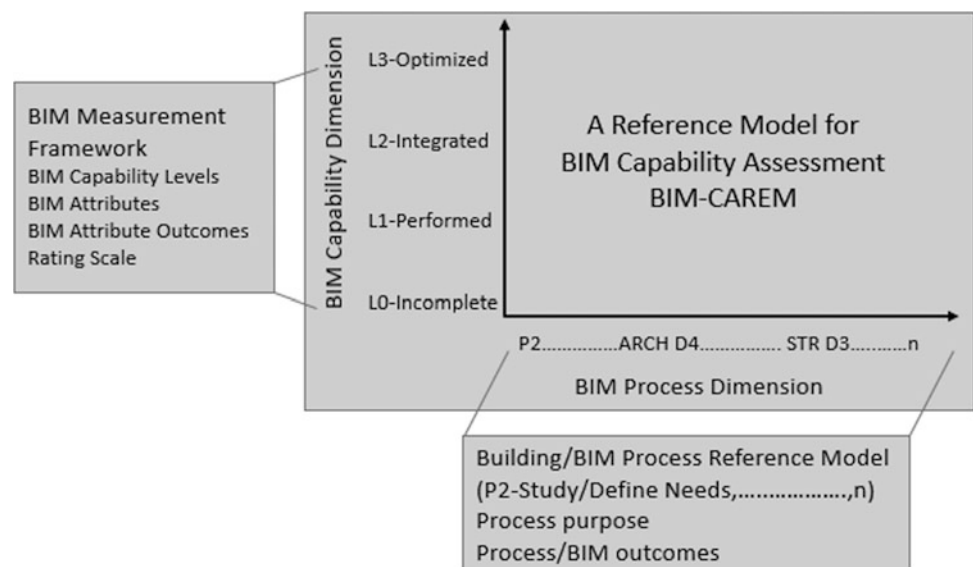 BIM Measurement
Framework
BIM Capability Levels
BIM Attributes
BIM Attribute Outcomes
Rating Scale
BIM Capability Dimension
L3-Optimized
L2-Integrated
L1-Performed
L0-Incomplete
A Reference Model for
BIM Capability Assessment
BIM-CAREM
P2...............ARCH D4............... STR D3..........n
BIM Process Dimension
Building/BIM Process Reference Model
(P2-Study/Define Needs,....................,n)
Process purpose
Process/BIM outcomes